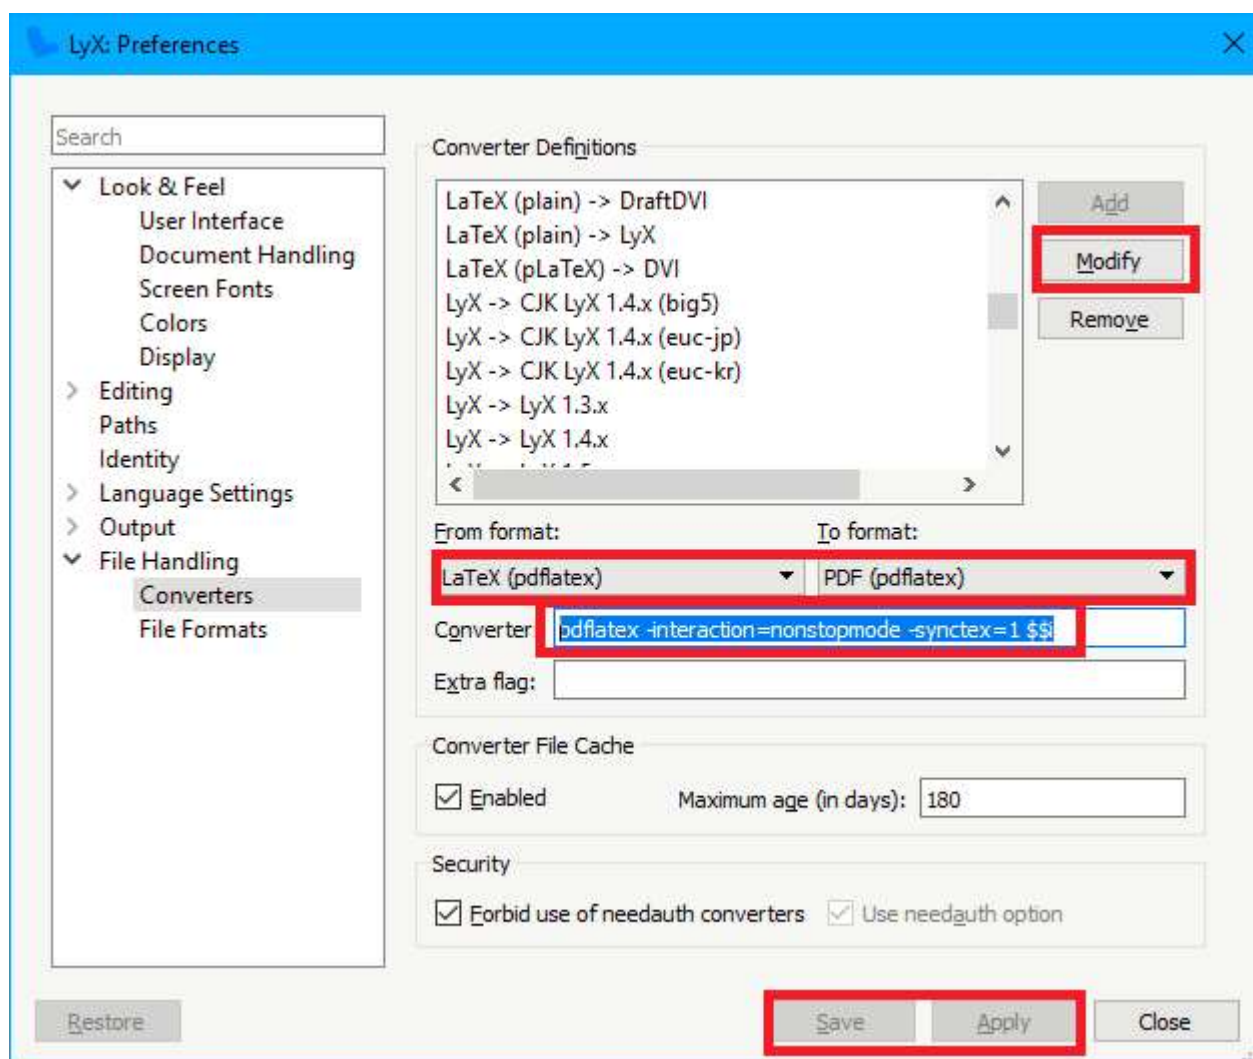 LyX: Preferences
Search
Look & Feel
User Interface
Document Handling
Screen Fonts
Colors
Display
Editing
Paths
Identity
Language Settings
Output
File Handling
Converters
File Formats
Converter Definitions
LaTeX (plain) -> DraftDVI
LaTeX (plain) -> LyX
LaTeX (pLaTeX) -> DVI
LyX -> CJK LyX 1.4.x (big5)
LyX -> CJK LyX 1.4.x (euc-jp)
LyX -> CJK LyX 1.4.x (euc-kr)
LyX -> LyX 1.3.x
LyX -> LyX 1.4.x
Add
Modify
Remove
From format: To format:
LaTeX (pdflatex) PDF (pdflatex)
Converter pdflatex -interaction=nonstopmode -synctex=1 $$i
Extra flag:
Converter File Cache
Enabled Maximum age (in days): 180
Security
Forbid use of needauth converters Use needauth option
Restore Save Apply Close